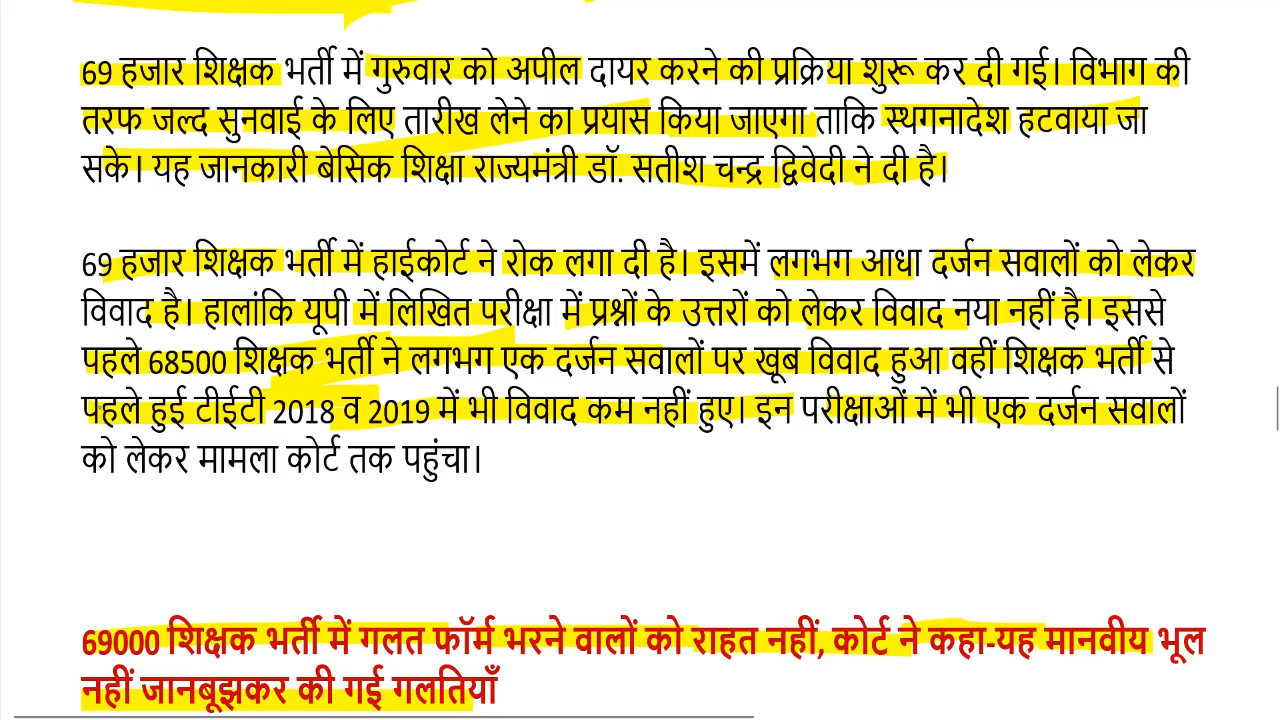 69 हजार शिक्षक भर्ती में गुरुवार को अपील दायर करने की प्रक्रिया शुरू कर दी गई। विभाग की
तरफ जल्द सुनवाई के लिए तारीख लेने का प्रयास किया जाएगा ताकि स्थगनादेश हटवाया जा
सके। यह जानकारी बेसिक शिक्षा राज्यमंत्री डॉ. सतीश चन्द्र द्विवेदी ने दी है।
69 हजार शिक्षक भर्ती में हाईकोर्ट ने रोक लगा दी है। इसमें लगभग आधा दर्जन सवालों को लेकर
विवाद है। हालांकि यूपी में लिखित परीक्षा में प्रश्नों के उत्तरों को लेकर विवाद नया नहीं है। इससे
पहले 68500 शिक्षक भर्ती ने लगभग एक दर्जन सवालों पर खूब विवाद हुआ वहीं शिक्षक भर्ती से
पहले हुई टीईटी 2018 व 2019 में भी विवाद कम नहीं हुए। इन परीक्षाओं में भी एक दर्जन सवालों
को लेकर मामला कोर्ट तक पहुंचा।
69000 शिक्षक भर्ती में गलत फॉर्म भरने वालों को राहत नहीं, कोर्ट ने कहा-यह मानवीय भूल
नहीं जानबूझकर की गई गलतियाँ